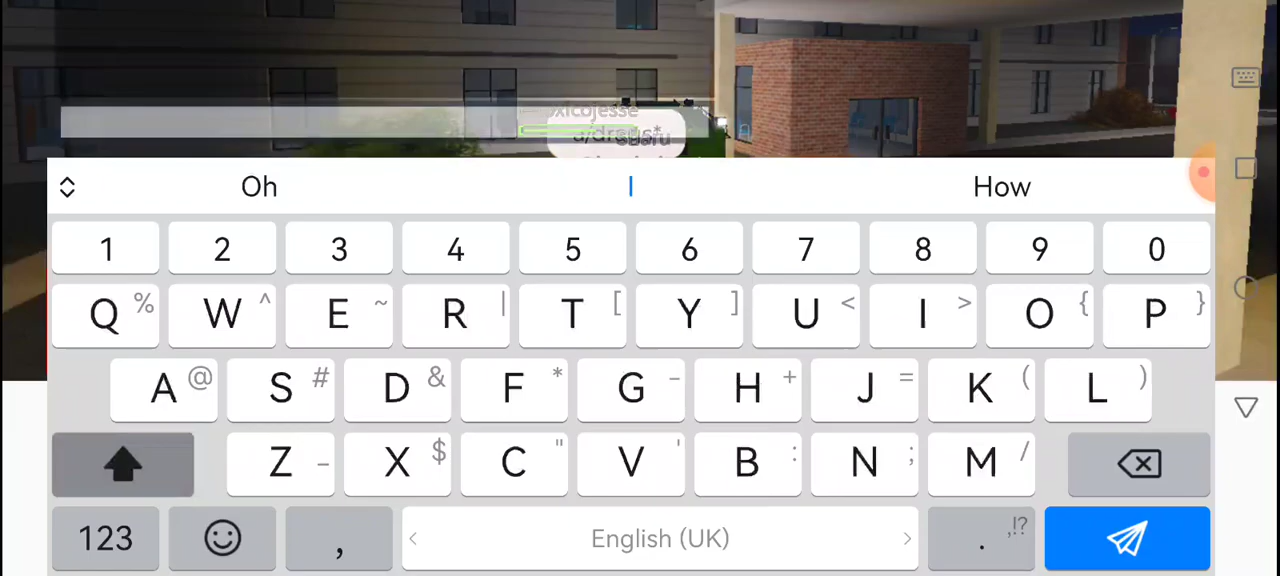 Oh I How
1 2 3 4 5 6 7 8 9 0
Q % W ^ E ~ R | T [ Y ] U < I > O { P }
A @ S # D & F * G - H + J = K ( L )
Z _ X $ C " V ' B : N ; M /
123 , English (UK) . ,!?